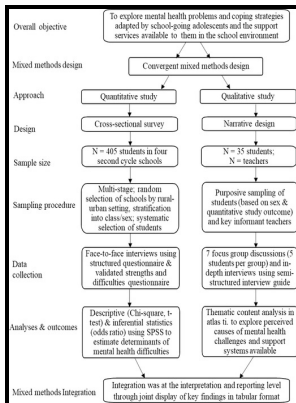 Overall objective
To explore mental health problems and coping strategies
adapted by school-going adolescents and the support
services available to them in the school environment
Mixed methods design
Convergent mixed methods design
Approach
Quantitative study
Qualitative study
Design
Cross-sectional survey
Narrative design
Sample size
N = 405 students in four
second cycle schools
N = 35 students;
N = teachers
Sampling procedure
Multi-stage; random
selection of schools by rural-
urban setting, stratification
into class/sex; systematic
selection of students
Purposive sampling of
students (based on sex &
quantitative study outcome)
and key informant teachers
Data
collection
Face-to-face interviews using
structured questionnaire &
validated strengths and
difficulties questionnaire
7 focus group discussions (5
students per group) and in-
depth interviews using semi-
structured interview guide
Analyses & outcomes
Descriptive (Chi-square, t-
test) & inferential statistics
(odds ratio) using SPSS to
estimate determinants of
mental health difficulties
Thematic content analysis in
atlas ti. to explore perceived
causes of mental health
challenges and support
systems available
Mixed methods Integration
Integration was at the interpretation and reporting level
through joint display of key findings in tabular format